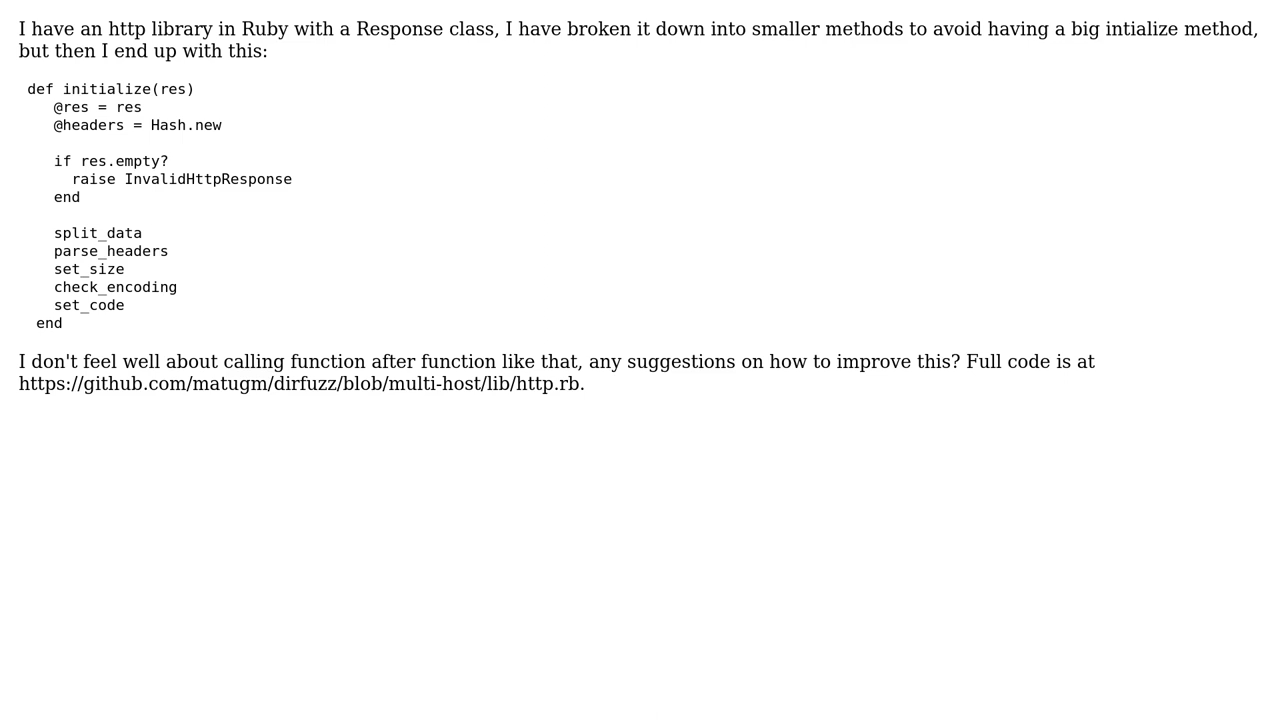 I have an http library in Ruby with a Response class, I have broken it down into smaller methods to avoid having a big intialize method,
but then I end up with this:
def initialize(res)
@res = res
@headers = Hash.new
if res.empty?
raise InvalidHttpResponse
end
split_data
parse_headers
set_size
check_encoding
set_code
end
I don't feel well about calling function after function like that, any suggestions on how to improve this? Full code is at
https://github.com/matugm/dirfuzz/blob/multi-host/lib/http.rb.